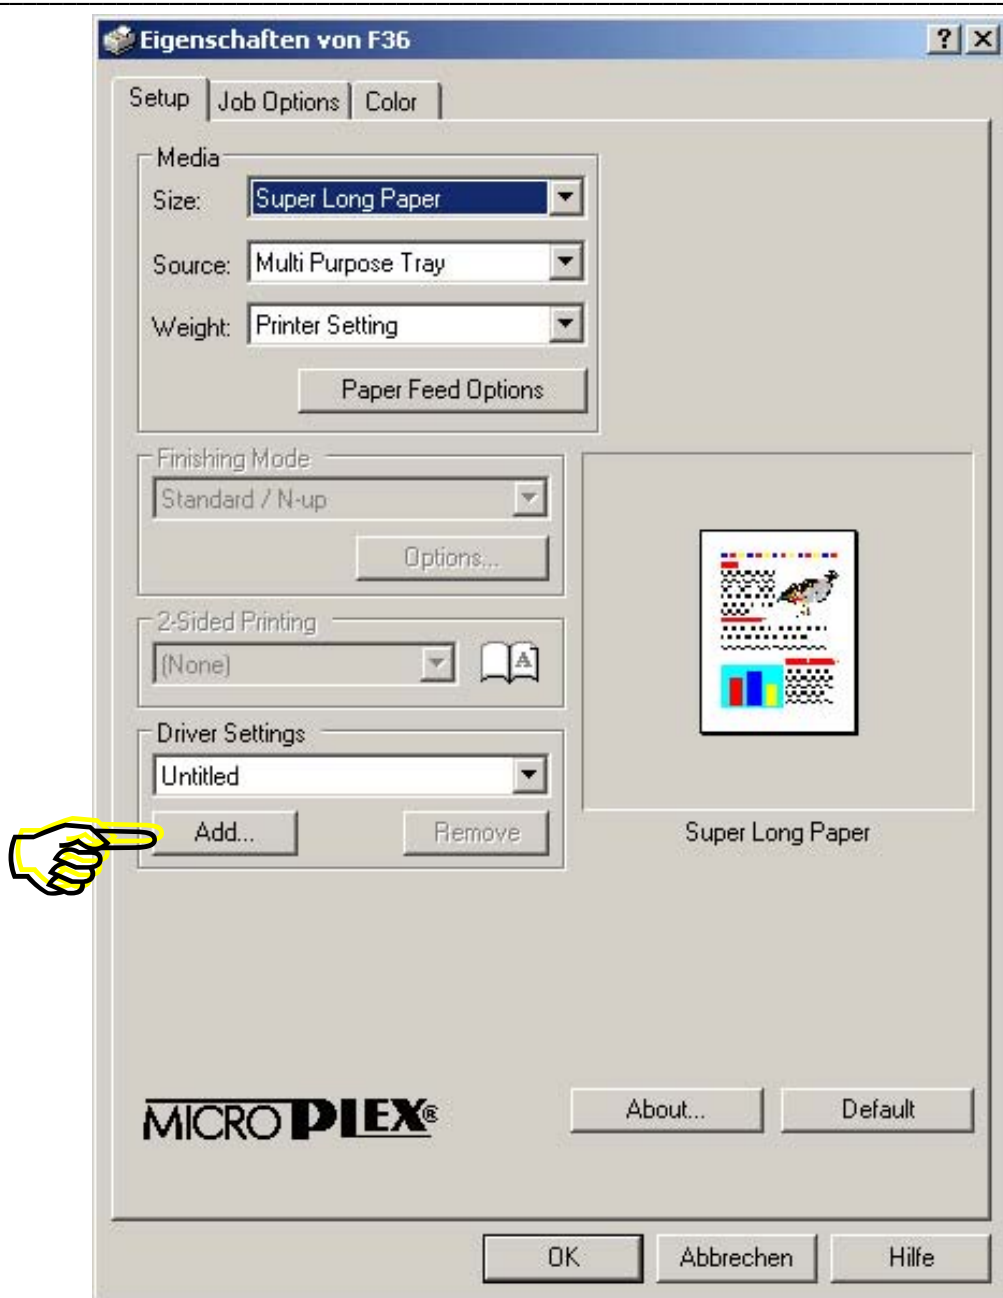 Eigenschaften von F36
Setup Job Options Color
Media
Size: Super Long Paper
Source: Multi Purpose Tray
Weight: Printer Setting
Paper Feed Options
Finishing Mode
Standard / N-up
Options...
2-Sided Printing
(None)
A
Driver Settings
Untitled
Add... Remove
Super Long Paper
MICROPLEX®
About... Default
OK Abbrechen Hilfe